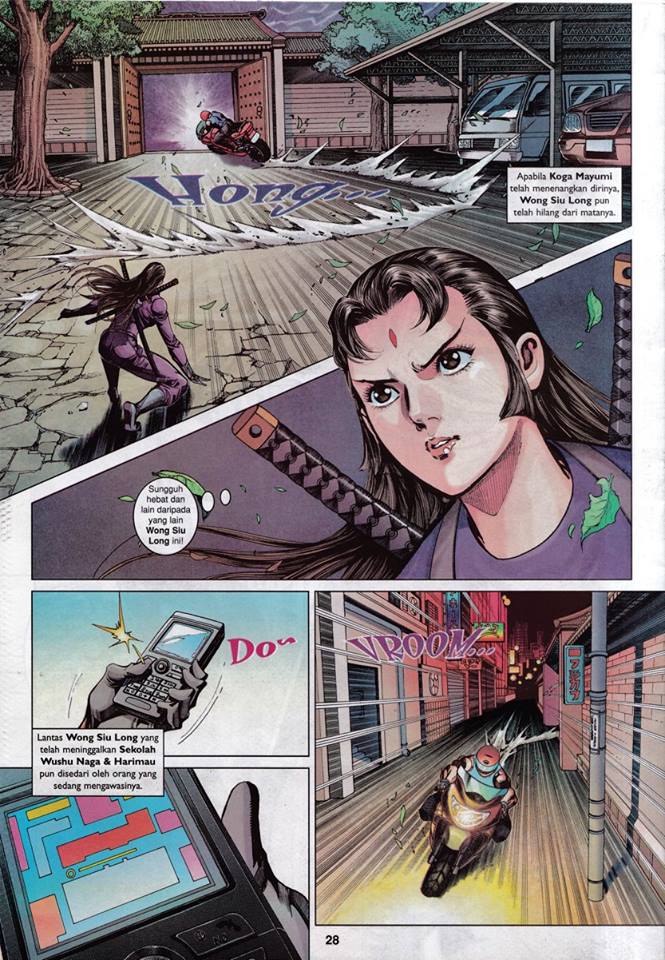 Hong...
Apabila Koga Mayumi
telah menenangkan dirinya,
Wong Siu Long pun
telah hilang dari matanya.
Sungguh
hebat dan
lain daripada
yang lain
Wong Siu
Long ini!
Do~
Lantas Wong Siu Long yang
telah meninggalkan Sekolah
Wushu Naga & Harimau
pun disedari oleh orang yang
sedang mengawasinya.
VROOM...
28